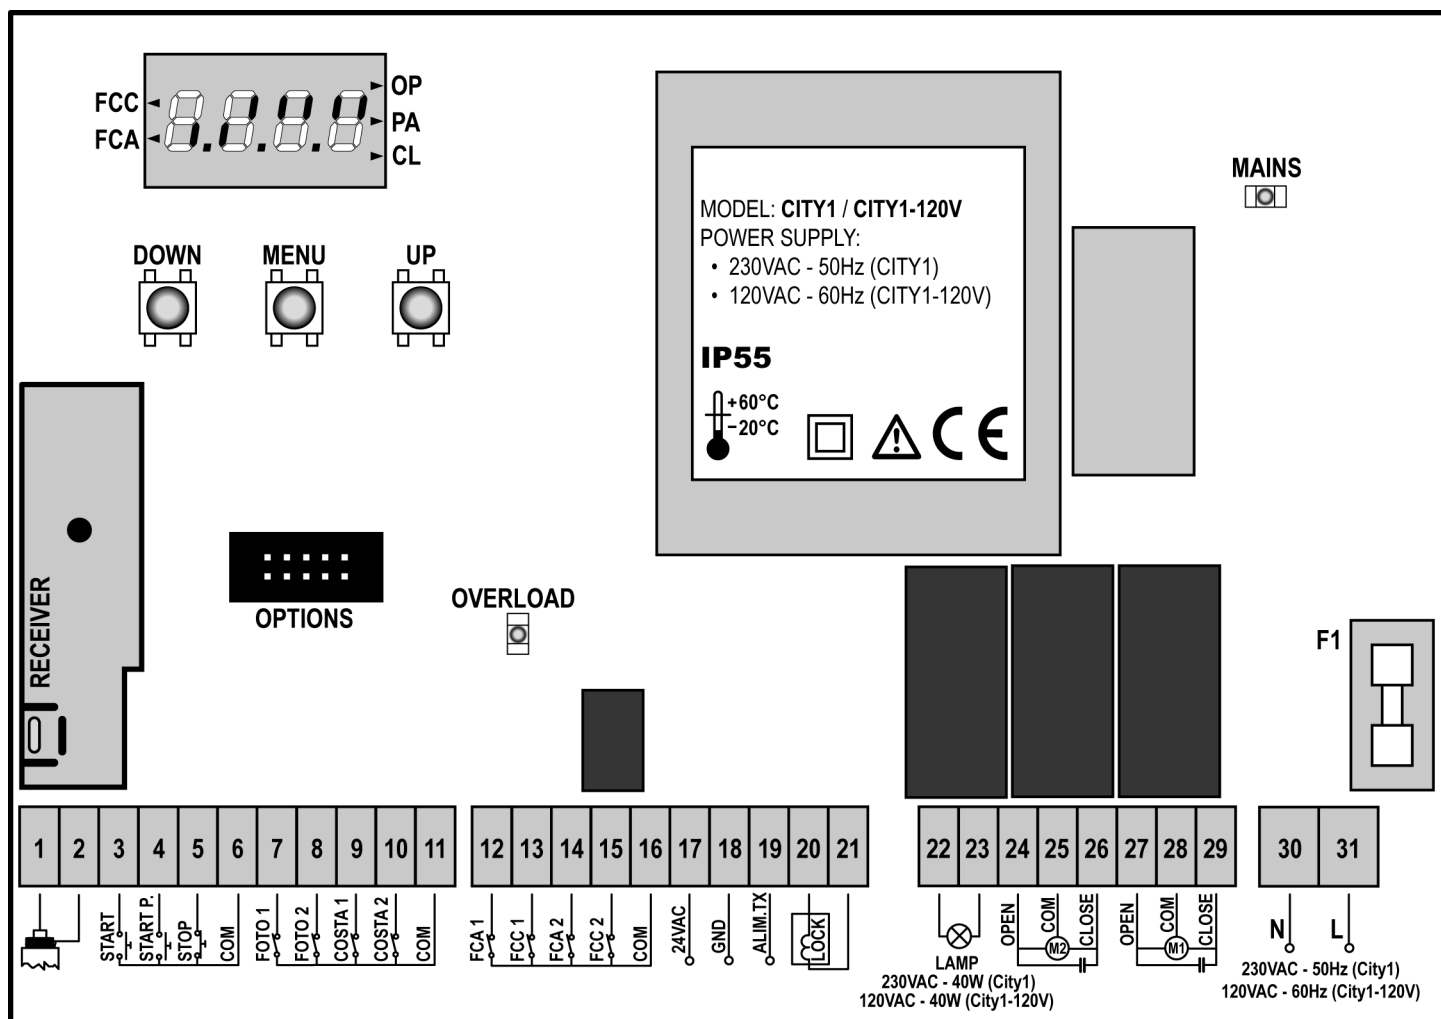 FCC
FCA
OP
PA
CL
DOWN
MENU
UP
MODEL: CITY1 / CITY1-120V
POWER SUPPLY:
• 230VAC - 50Hz (CITY1)
• 120VAC - 60Hz (CITY1-120V)
IP55
+60°C
-20°C
CE
MAINS
RECEIVER
OPTIONS
OVERLOAD
F1
1 2 3 4 5 6 7 8 9 10 11
12 13 14 15 16 17 18 19 20 21
22 23 24 25 26 27 28 29
30 31
START
START P.
STOP
COM
FOTO 1
FOTO 2
COSTA 1
COSTA 2
COM
FCA 1
FCC 1
FCA 2
FCC 2
COM
24VAC
GND
ALIM.TX
LOCK
LAMP
230VAC - 40W (City1)
120VAC - 40W (City1-120V)
OPEN
COM
CLOSE
M2
OPEN
COM
CLOSE
M1
N
L
230VAC - 50Hz (City1)
120VAC - 60Hz (City1-120V)